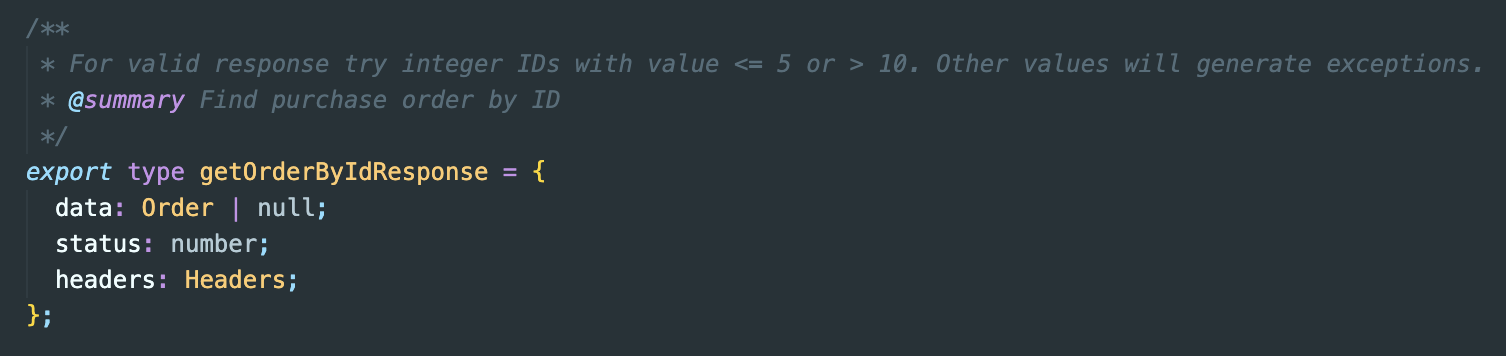 /**
 * For valid response try integer IDs with value <= 5 or > 10. Other values will generate exceptions.
 * @summary Find purchase order by ID
 */
export type getOrderByIdResponse = {
  data: Order | null;
  status: number;
  headers: Headers;
};